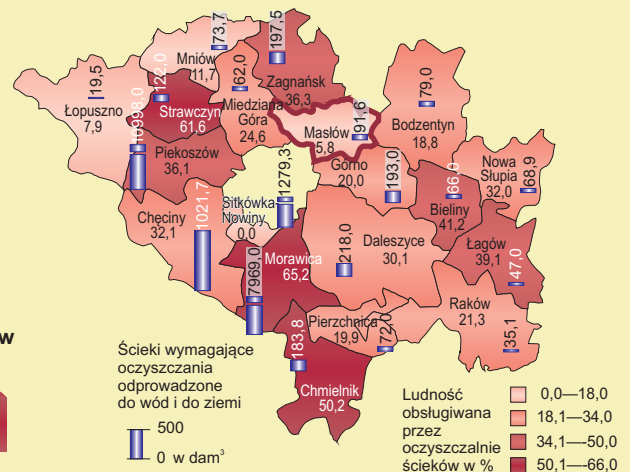 73,7
Mniów
11,7
197,5
Zagnańsk
36,3
19,5
Łopuszno
7,9
122,0
Strawczyn
61,6
62,0
Miedziana
Góra
24,6
91,6
Masłów
5,8
79,0
Bodzentyn
18,8
10998,0
Piekoszów
36,1
1279,3
Górno
20,0
193,0
66,0
Bieliny
41,2
Nowa
Słupia
32,0
68,9
Chęciny
32,1
1021,7
Sitkówka-
Nowiny
0,0
Morawica
65,2
7969,0
218,0
Daleszyce
30,1
Łagów
39,1
47,0
Raków
21,3
35,1
Pierzchnica
19,9
72,0
183,8
Chmielnik
50,2
w
Ścieki wymagające
oczyszczania
odprowadzone
do wód i do ziemi
500
0 w dam³
Ludność
obsługiwana
przez
oczyszczalnie
ścieków w %
0,0—18,0
18,1—34,0
34,1—-50,0
50,1—-66,0